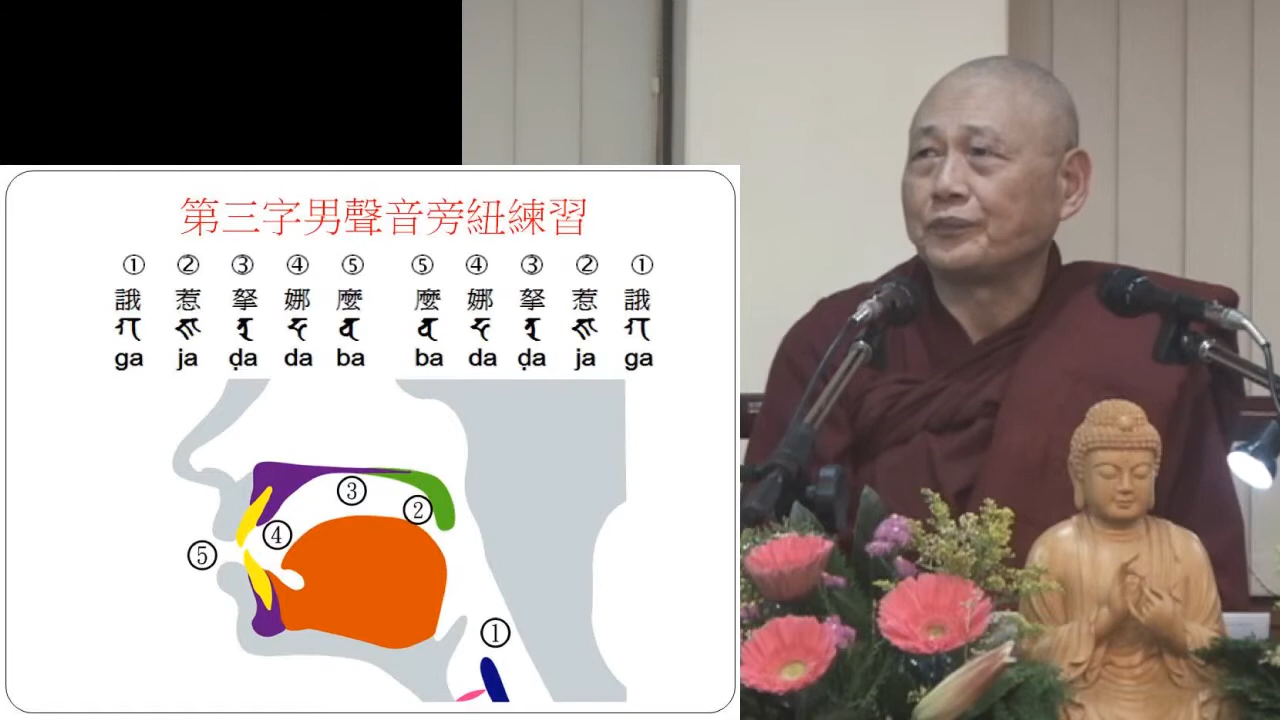 第三字男聲音旁紐練習
① ② ③ ④ ⑤ ⑤ ④ ③ ② ①
誐 惹 拏 娜 麼 麼 娜 拏 惹 誐
𑖐 𑖕 𑖚 𑖟 𑖤 𑖤 𑖟 𑖚 𑖕 𑖐
ga ja ḍa da ba ba da ḍa ja ga
③
②
④
⑤
①